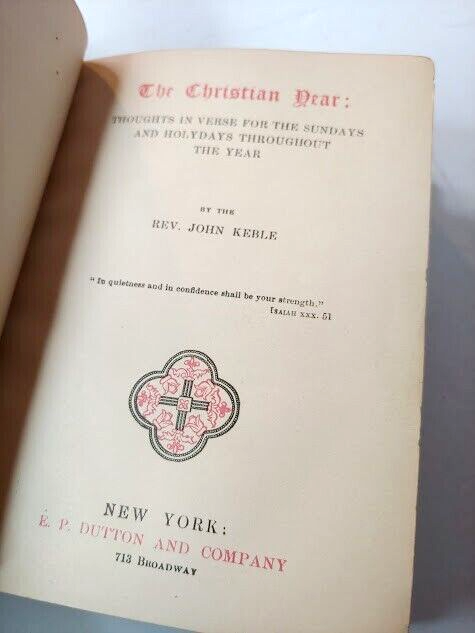 The Christian Year:
THOUGHTS IN VERSE FOR THE SUNDAYS
AND HOLYDAYS THROUGHOUT
THE YEAR
BY THE
REV. JOHN KEBLE
"In quietness and in confidence shall be your strength."
ISAIAH xxx. 51
NEW YORK:
E. P. DUTTON AND COMPANY
713 BROADWAY